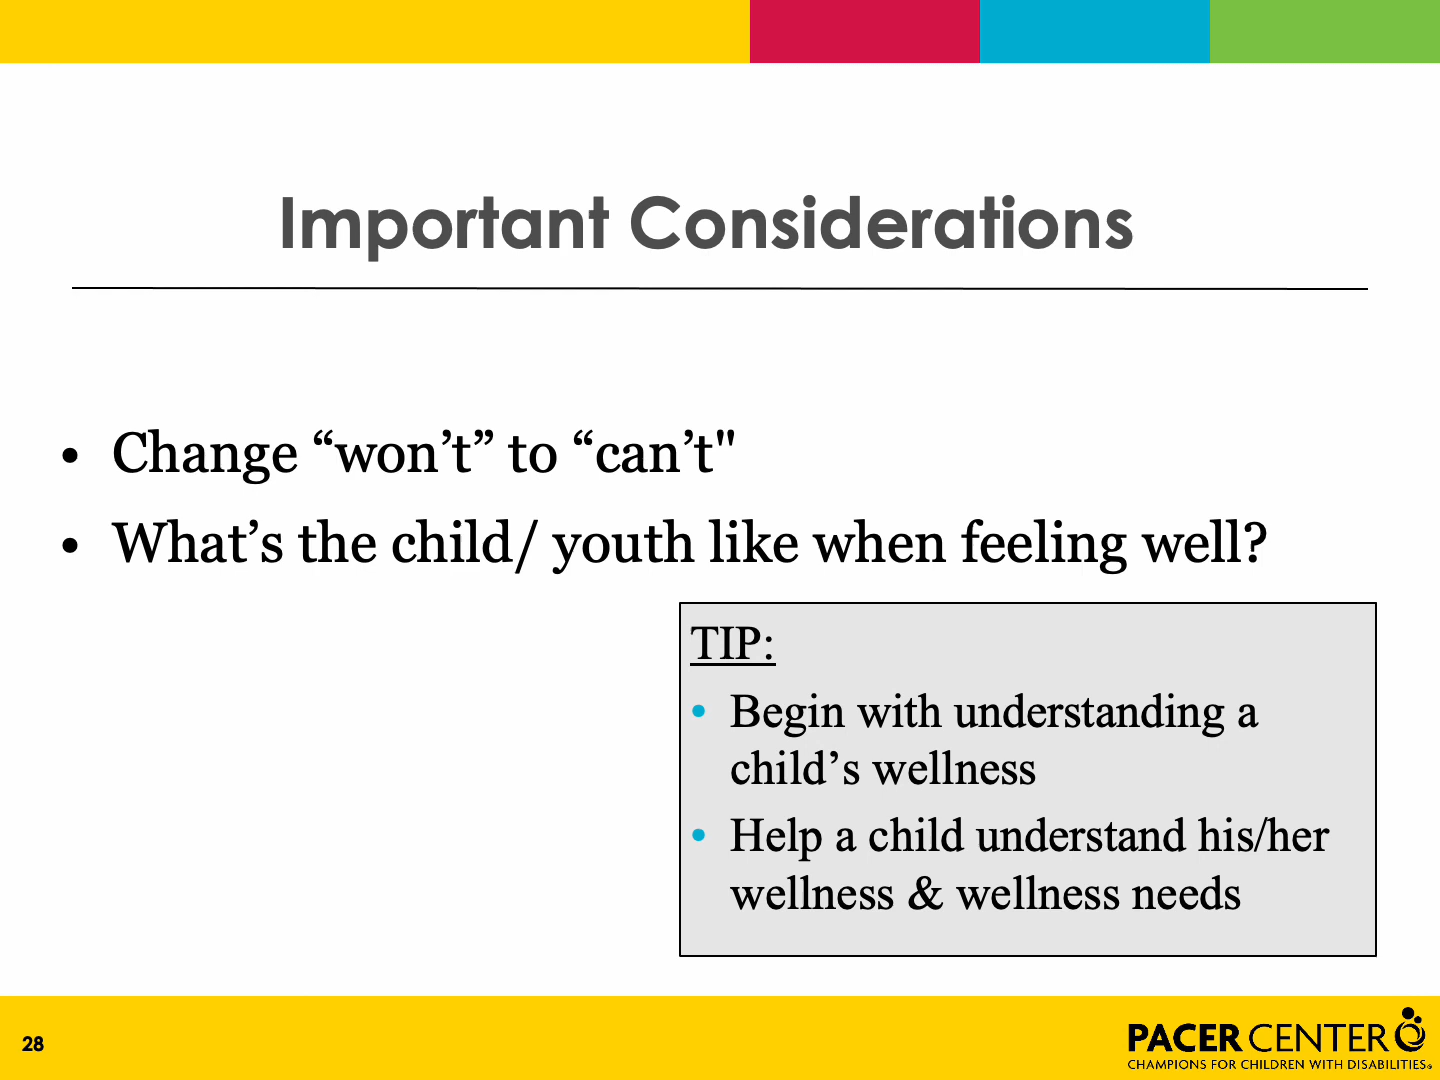 Important Considerations
• Change “won’t” to “can’t"
• What’s the child/ youth like when feeling well?
TIP:
• Begin with understanding a
child’s wellness
• Help a child understand his/her
wellness & wellness needs
28
PACER CENTER
CHAMPIONS FOR CHILDREN WITH DISABILITIES®